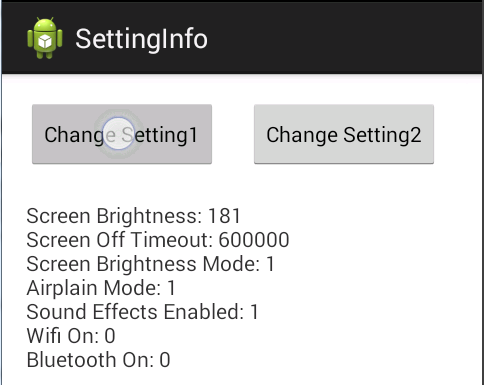 SettingInfo
Change Setting1
Change Setting2
Screen Brightness: 181
Screen Off Timeout: 600000
Screen Brightness Mode: 1
Airplain Mode: 1
Sound Effects Enabled: 1
Wifi On: 0
Bluetooth On: 0